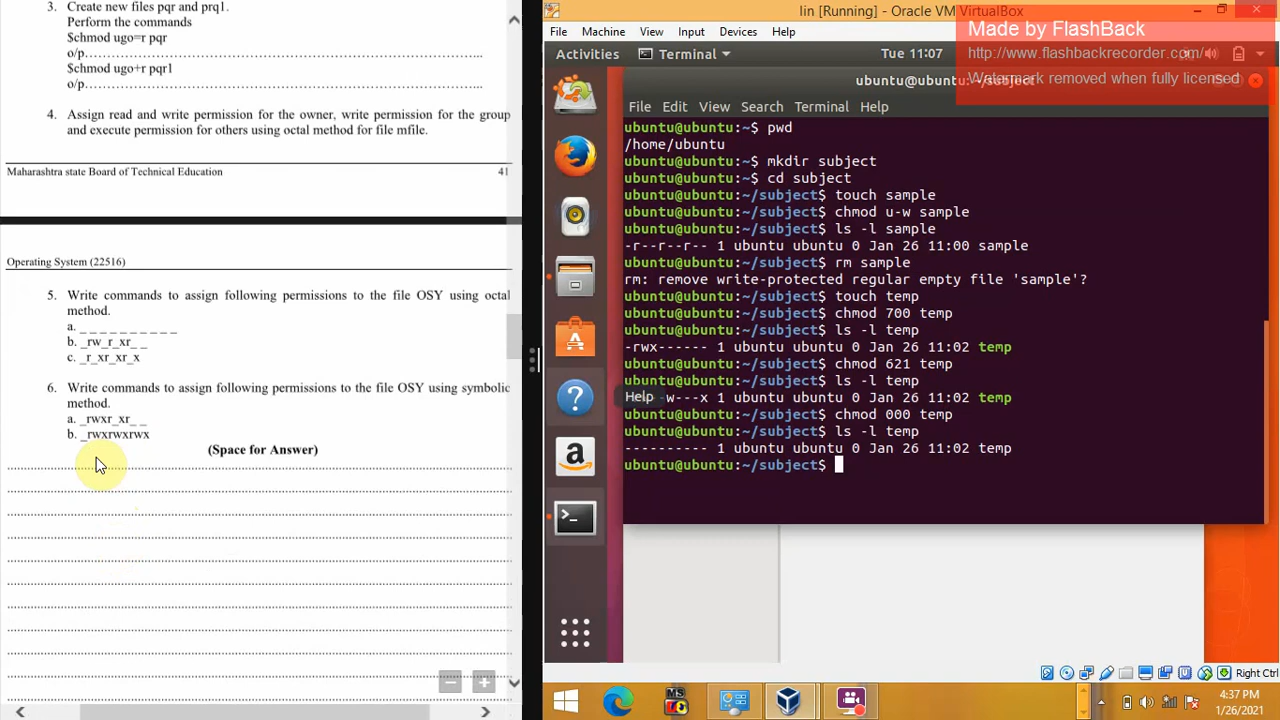 3. Create new files pqr and prq1.
Perform the commands
$chmod ugo=r pqr
o/p……………………………………………………………………………………..
$chmod ugo+r pqr1
o/p……………………………………………………………………………………..
4. Assign read and write permission for the owner, write permission for the group
and execute permission for others using octal method for file mfile.
Maharashtra state Board of Technical Education 41
Operating System (22516)
5. Write commands to assign following permissions to the file OSY using octal
method.
a. _ _ _ _ _ _ _ _ _ _
b. _rw_r_xr_ _
c. _r_xr_xr_x
6. Write commands to assign following permissions to the file OSY using symbolic
method.
a. _rwxr_xr_ _
b. _rwxrwxrwx
(Space for Answer)
lin [Running] - Oracle VM VirtualBox
Made by FlashBack
http://www.flashbackrecorder.com/
Watermark removed when fully licensed
File Machine View Input Devices Help
Activities Terminal Tue 11:07
ubuntu@ubuntu: ~/subject
File Edit View Search Terminal Help
ubuntu@ubuntu:~$ pwd
/home/ubuntu
ubuntu@ubuntu:~$ mkdir subject
ubuntu@ubuntu:~$ cd subject
ubuntu@ubuntu:~/subject$ touch sample
ubuntu@ubuntu:~/subject$ chmod u-w sample
ubuntu@ubuntu:~/subject$ ls -l sample
-r--r--r-- 1 ubuntu ubuntu 0 Jan 26 11:00 sample
ubuntu@ubuntu:~/subject$ rm sample
rm: remove write-protected regular empty file 'sample'?
ubuntu@ubuntu:~/subject$ touch temp
ubuntu@ubuntu:~/subject$ chmod 700 temp
ubuntu@ubuntu:~/subject$ ls -l temp
-rwx------ 1 ubuntu ubuntu 0 Jan 26 11:02 temp
ubuntu@ubuntu:~/subject$ chmod 621 temp
ubuntu@ubuntu:~/subject$ ls -l temp
Help -w---x 1 ubuntu ubuntu 0 Jan 26 11:02 temp
ubuntu@ubuntu:~/subject$ chmod 000 temp
ubuntu@ubuntu:~/subject$ ls -l temp
---------- 1 ubuntu ubuntu 0 Jan 26 11:02 temp
ubuntu@ubuntu:~/subject$
Right Ctrl
MS
4:37 PM
1/26/2021